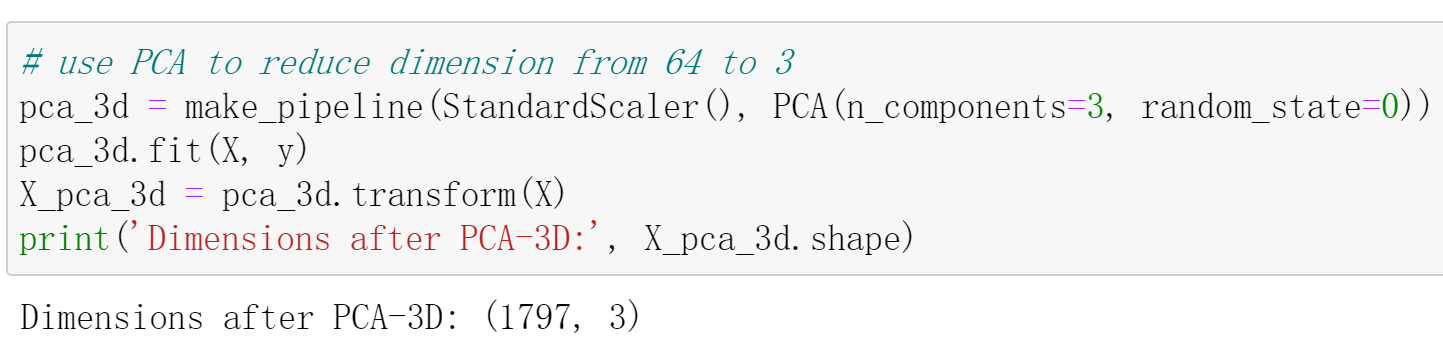 # use PCA to reduce dimension from 64 to 3
pca_3d = make_pipeline(StandardScaler(), PCA(n_components=3, random_state=0))
pca_3d.fit(X, y)
X_pca_3d = pca_3d.transform(X)
print('Dimensions after PCA-3D:', X_pca_3d.shape)
Dimensions after PCA-3D: (1797, 3)